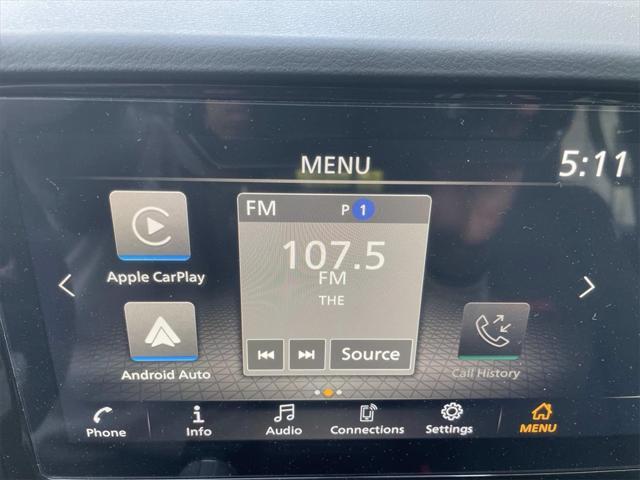 MENU
5:11
FM P 1
107.5
FM
THE
Source
Apple CarPlay
Android Auto
Call History
Phone Info Audio Connections Settings MENU